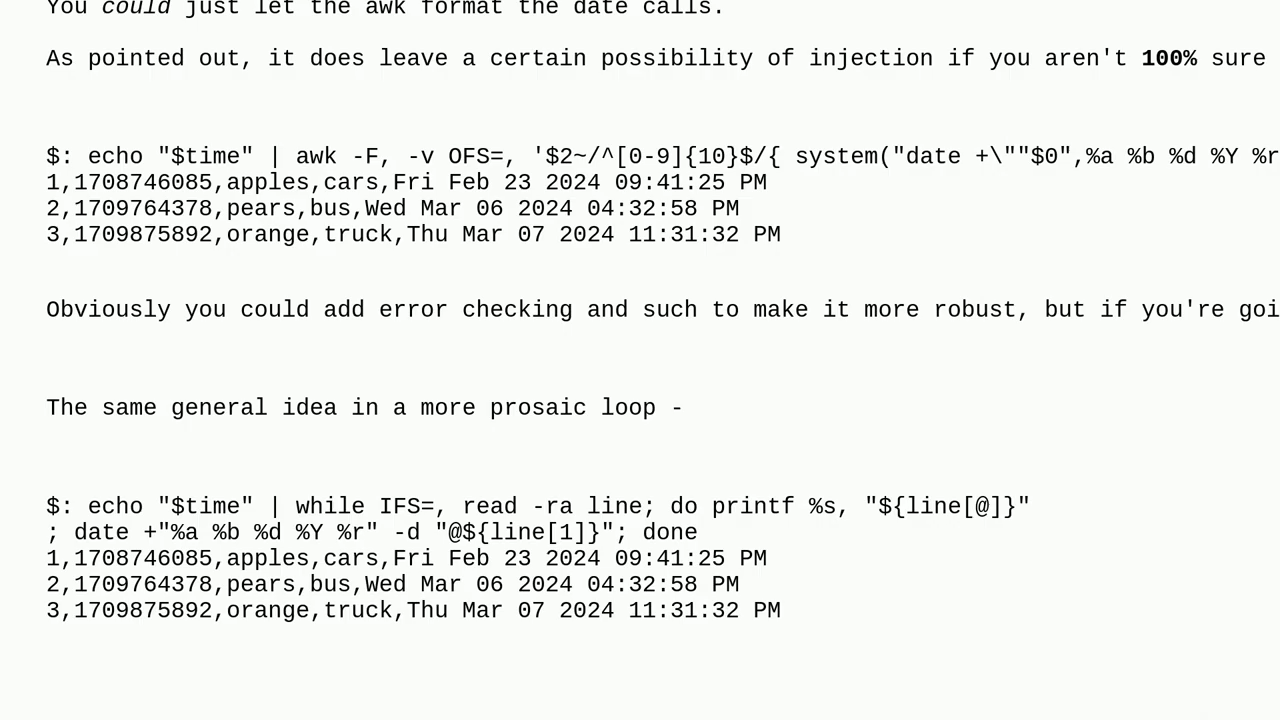 You could just let the awk format the date calls.
As pointed out, it does leave a certain possibility of injection if you aren't 100% sure
$: echo "$time" | awk -F, -v OFS=, '$2~/^[0-9]{10}$/{ system("date +\""$0",%a %b %d %Y %r
1,1708746085,apples,cars,Fri Feb 23 2024 09:41:25 PM
2,1709764378,pears,bus,Wed Mar 06 2024 04:32:58 PM
3,1709875892,orange,truck,Thu Mar 07 2024 11:31:32 PM
Obviously you could add error checking and such to make it more robust, but if you're goi
The same general idea in a more prosaic loop -
$: echo "$time" | while IFS=, read -ra line; do printf %s, "${line[@]}"
; date +"%a %b %d %Y %r" -d "@${line[1]}"; done
1,1708746085,apples,cars,Fri Feb 23 2024 09:41:25 PM
2,1709764378,pears,bus,Wed Mar 06 2024 04:32:58 PM
3,1709875892,orange,truck,Thu Mar 07 2024 11:31:32 PM